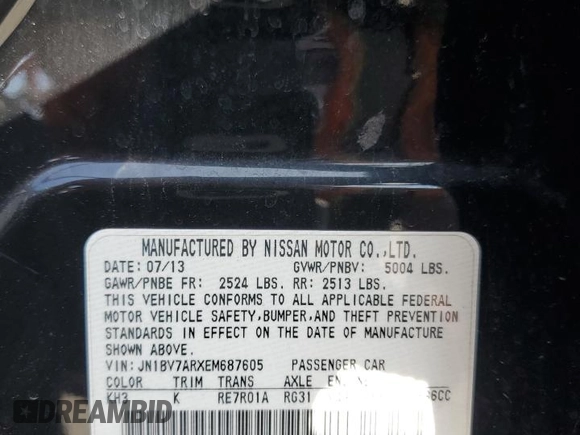 MANUFACTURED BY NISSAN MOTOR CO.,LTD.
DATE: 07/13 GVWR/PNBV: 5004 LBS.
GAWR/PNBE FR: 2524 LBS. RR: 2513 LBS.
THIS VEHICLE CONFORMS TO ALL APPLICABLE FEDERAL
MOTOR VEHICLE SAFETY,BUMPER,AND THEFT PREVENTION
STANDARDS IN EFFECT ON THE DATE OF MANUFACTURE
SHOWN ABOVE.
VIN: JN1BV7ARXEM687605 PASSENGER CAR
COLOR TRIM TRANS AXLE
KH3 K RE7R01A RG31
DREAMBID